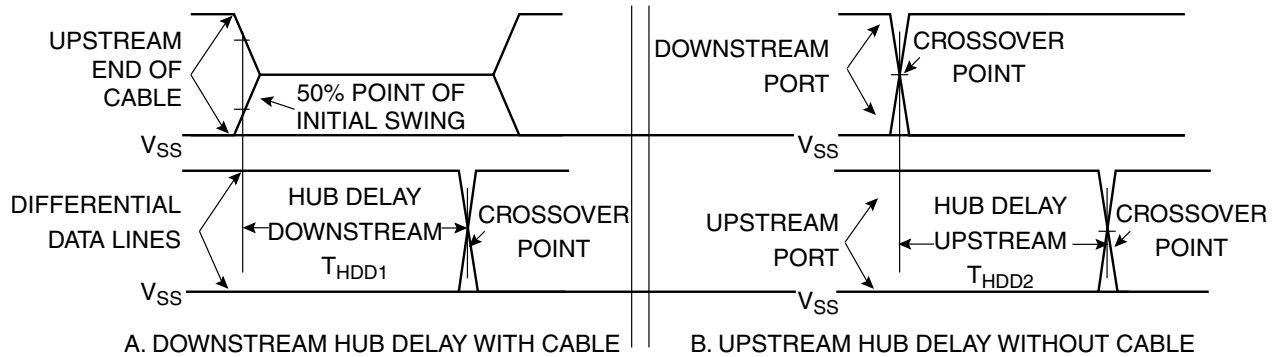 UPSTREAM
END OF
CABLE
50% POINT OF
INITIAL SWING
VSS
DIFFERENTIAL
DATA LINES
HUB DELAY
DOWNSTREAM
THDD1
CROSSOVER
POINT
VSS
A. DOWNSTREAM HUB DELAY WITH CABLE
DOWNSTREAM
PORT
CROSSOVER
POINT
VSS
UPSTREAM
PORT
HUB DELAY
UPSTREAM
THDD2
CROSSOVER
POINT
VSS
B. UPSTREAM HUB DELAY WITHOUT CABLE